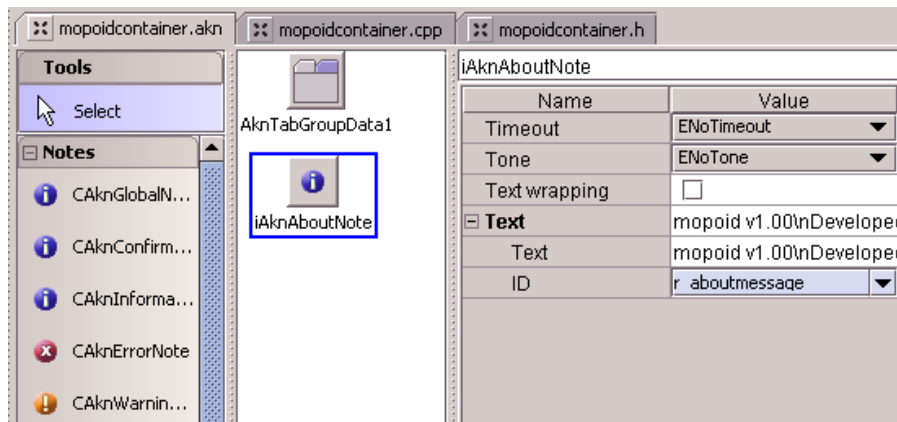 mopoidcontainer.akn mopoidcontainer.cpp mopoidcontainer.h
Tools
Select
Notes
CAknGlobalN...
CAknConfirm...
CAknInforma...
CAknErrorNote
CAknWarnin...
AknTabGroupData1
iAknAboutNote
iAknAboutNote
Name Value
Timeout ENoTimeout
Tone ENoTone
Text wrapping
Text mopoid v1.00\nDevelope
Text mopoid v1.00\nDevelope
ID r_aboutmessage